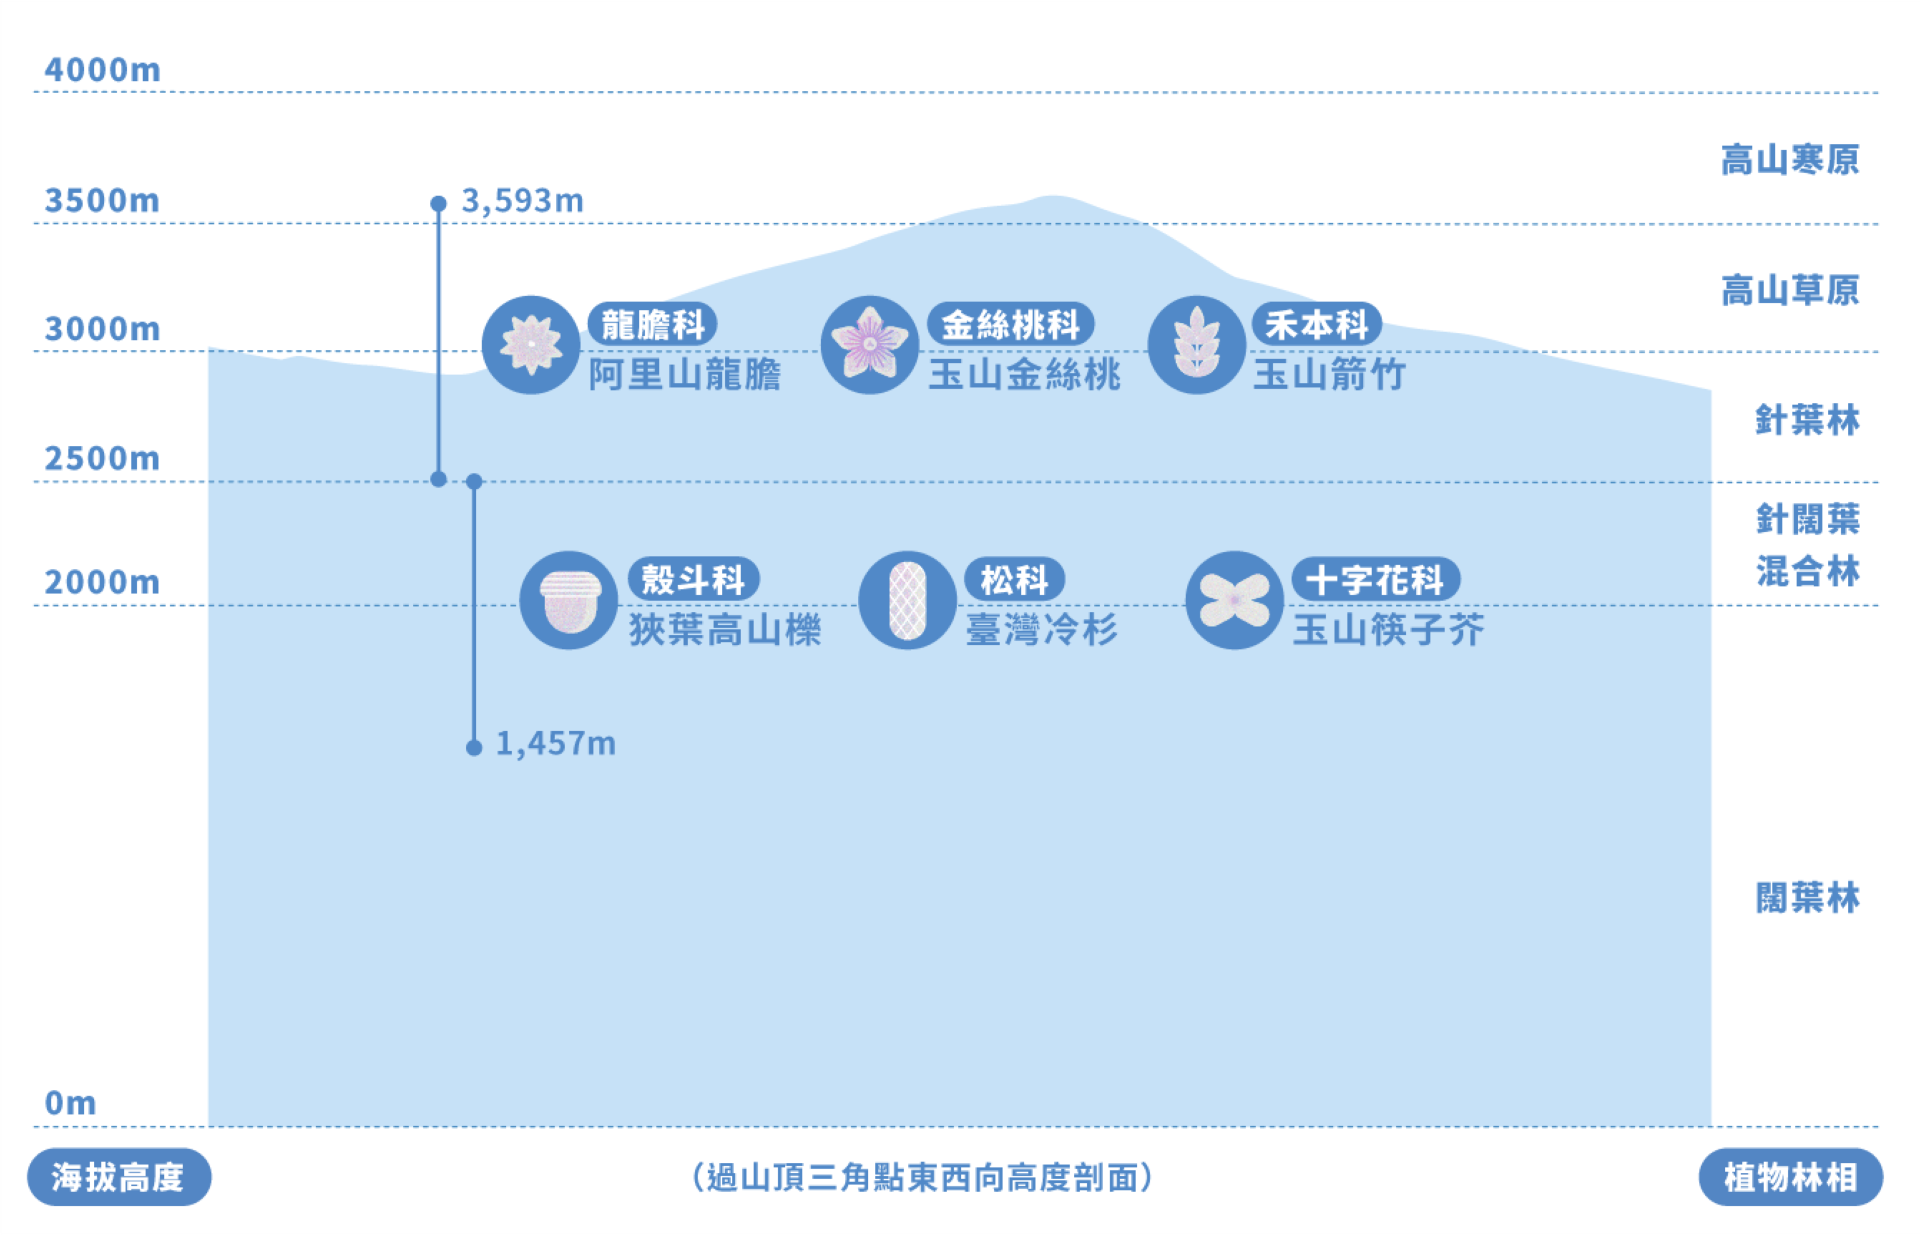 4000m
高山寒原
3500m
3,593m
高山草原
3000m
龍膽科
阿里山龍膽
金絲桃科
玉山金絲桃
禾本科
玉山箭竹
針葉林
2500m
針闊葉
混合林
2000m
殼斗科
狹葉高山櫟
松科
臺灣冷杉
十字花科
玉山筷子芥
1,457m
闊葉林
0m
海拔高度
（過山頂三角點東西向高度剖面）
植物林相